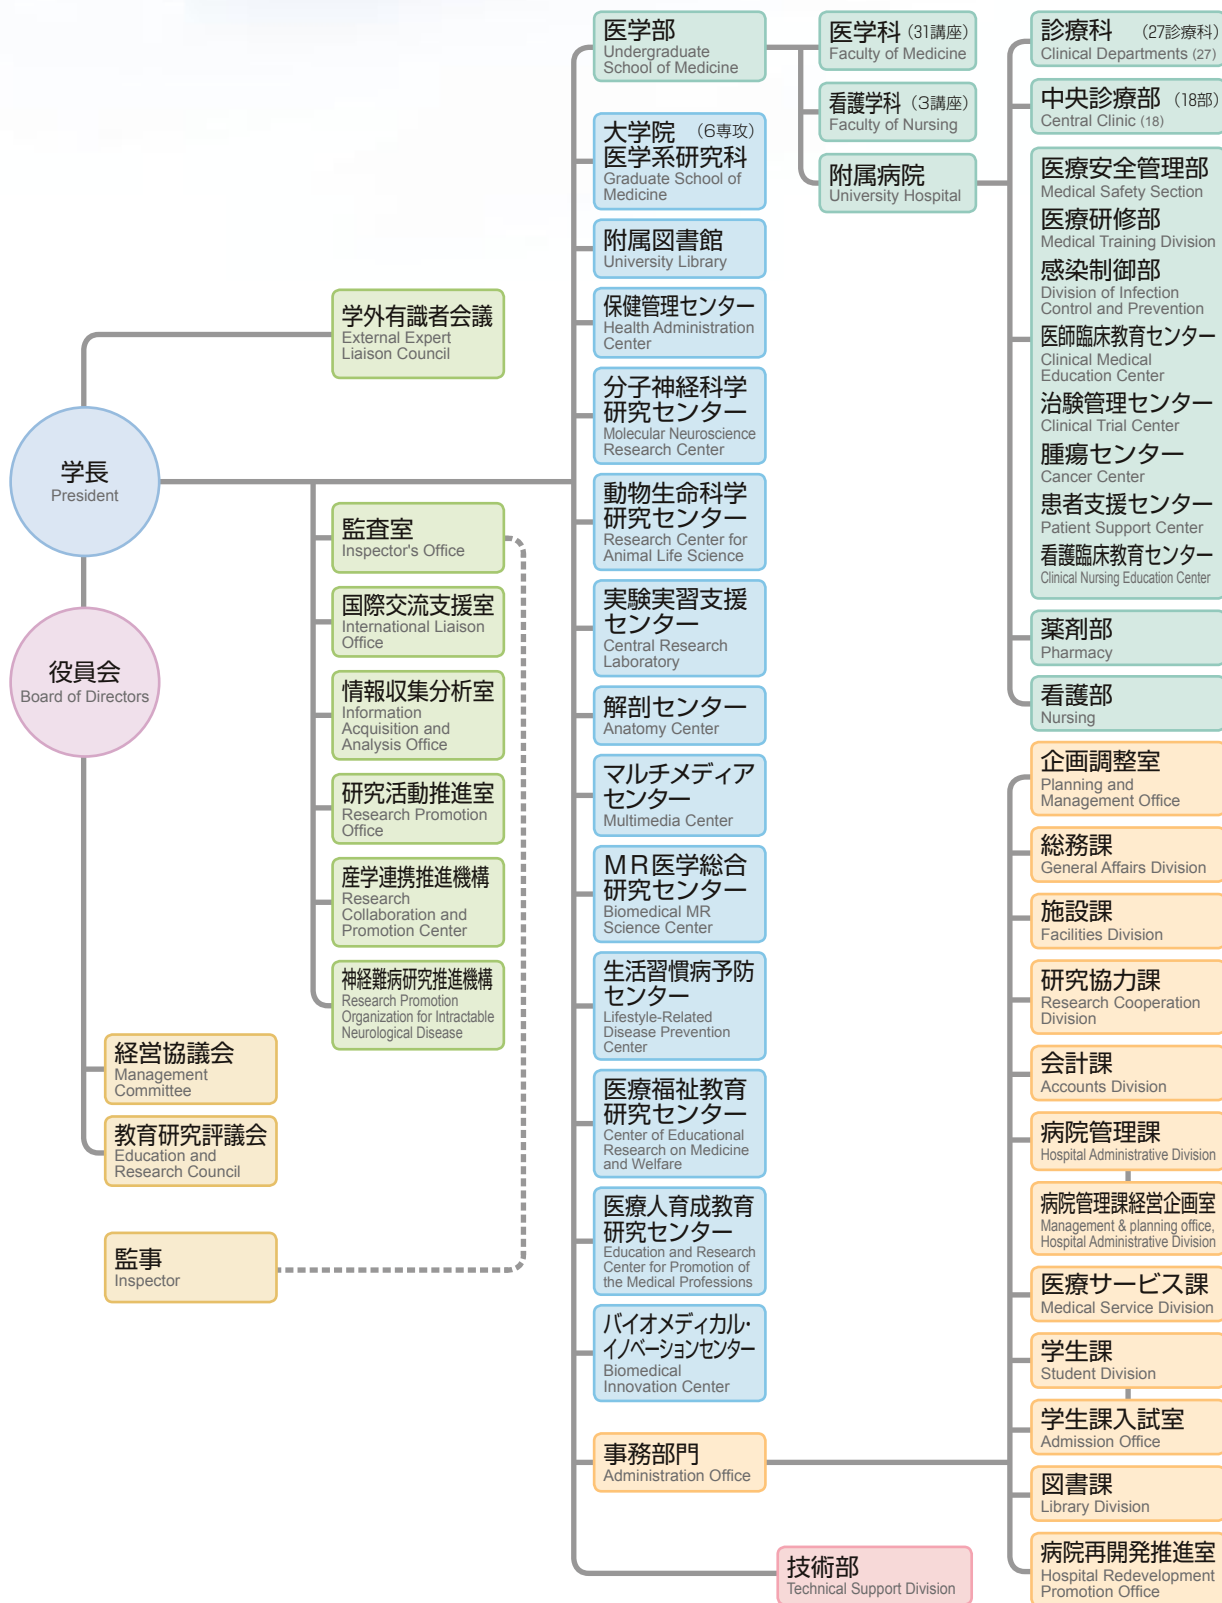 学長
President
役員会
Board of Directors
学外有識者会議
External Expert
Liaison Council
監査室
Inspector's Office
国際交流支援室
International Liaison
Office
情報収集分析室
Information
Acquisition and
Analysis Office
研究活動推進室
Research Promotion
Office
産学連携推進機構
Research
Collaboration and
Promotion Center
神経難病研究推進機構
Research Promotion
Organization for Intractable
Neurological Disease
経営協議会
Management
Committee
教育研究評議会
Education and
Research Council
監事
Inspector
医学部
Undergraduate
School of Medicine
大学院 (6専攻)
医学系研究科
Graduate School of
Medicine
附属図書館
University Library
保健管理センター
Health Administration
Center
分子神経科学
研究センター
Molecular Neuroscience
Research Center
動物生命科学
研究センター
Research Center for
Animal Life Science
実験実習支援
センター
Central Research
Laboratory
解剖センター
Anatomy Center
マルチメディア
センター
Multimedia Center
MR医学総合
研究センター
Biomedical MR
Science Center
生活習慣病予防
センター
Lifestyle-Related
Disease Prevention
Center
医療福祉教育
研究センター
Center of Educational
Research on Medicine
and Welfare
医療人育成教育
研究センター
Education and Research
Center for Promotion of
the Medical Professions
バイオメディカル・
イノベーションセンター
Biomedical
Innovation Center
事務部門
Administration Office
技術部
Technical Support Division
医学科 (31講座)
Faculty of Medicine
看護学科 (3講座)
Faculty of Nursing
附属病院
University Hospital
診療科 (27診療科)
Clinical Departments (27)
中央診療部 (18部)
Central Clinic (18)
医療安全管理部
Medical Safety Section
医療研修部
Medical Training Division
感染制御部
Division of Infection
Control and Prevention
医師臨床教育センター
Clinical Medical
Education Center
治験管理センター
Clinical Trial Center
腫瘍センター
Cancer Center
患者支援センター
Patient Support Center
看護臨床教育センター
Clinical Nursing Education Center
薬剤部
Pharmacy
看護部
Nursing
企画調整室
Planning and
Management Office
総務課
General Affairs Division
施設課
Facilities Division
研究協力課
Research Cooperation
Division
会計課
Accounts Division
病院管理課
Hospital Administrative Division
病院管理課経営企画室
Management & planning office,
Hospital Administrative Division
医療サービス課
Medical Service Division
学生課
Student Division
学生課入試室
Admission Office
図書課
Library Division
病院再開発推進室
Hospital Redevelopment
Promotion Office